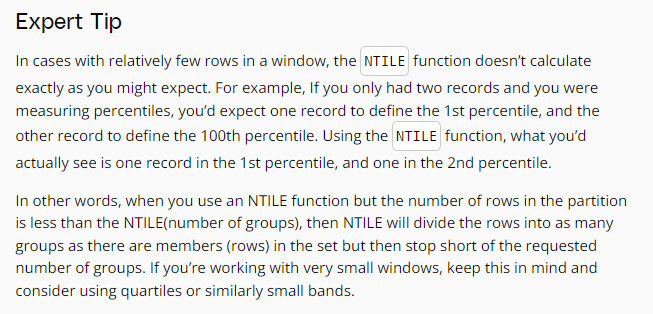 Expert Tip
In cases with relatively few rows in a window, the NTILE function doesn’t calculate
exactly as you might expect. For example, If you only had two records and you were
measuring percentiles, you’d expect one record to define the 1st percentile, and the
other record to define the 100th percentile. Using the NTILE function, what you’d
actually see is one record in the 1st percentile, and one in the 2nd percentile.
In other words, when you use an NTILE function but the number of rows in the partition
is less than the NTILE(number of groups), then NTILE will divide the rows into as many
groups as there are members (rows) in the set but then stop short of the requested
number of groups. If you’re working with very small windows, keep this in mind and
consider using quartiles or similarly small bands.